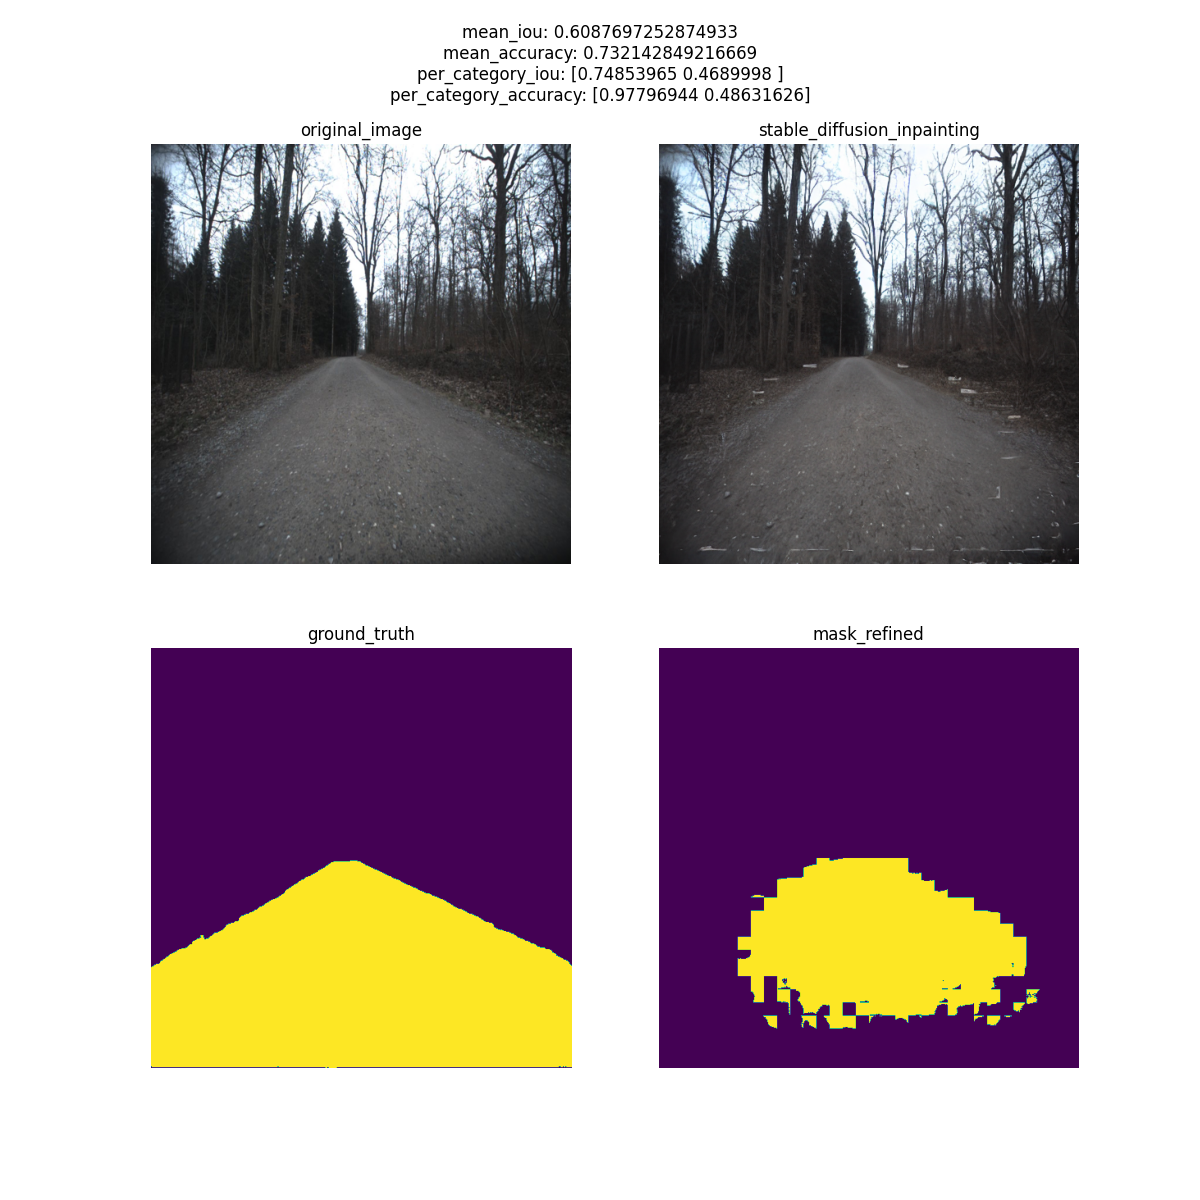 mean_iou: 0.6087697252874933
mean_accuracy: 0.732142849216669
per_category_iou: [0.74853965 0.4689998 ]
per_category_accuracy: [0.97796944 0.48631626]
original_image
stable_diffusion_inpainting
ground_truth
mask_refined